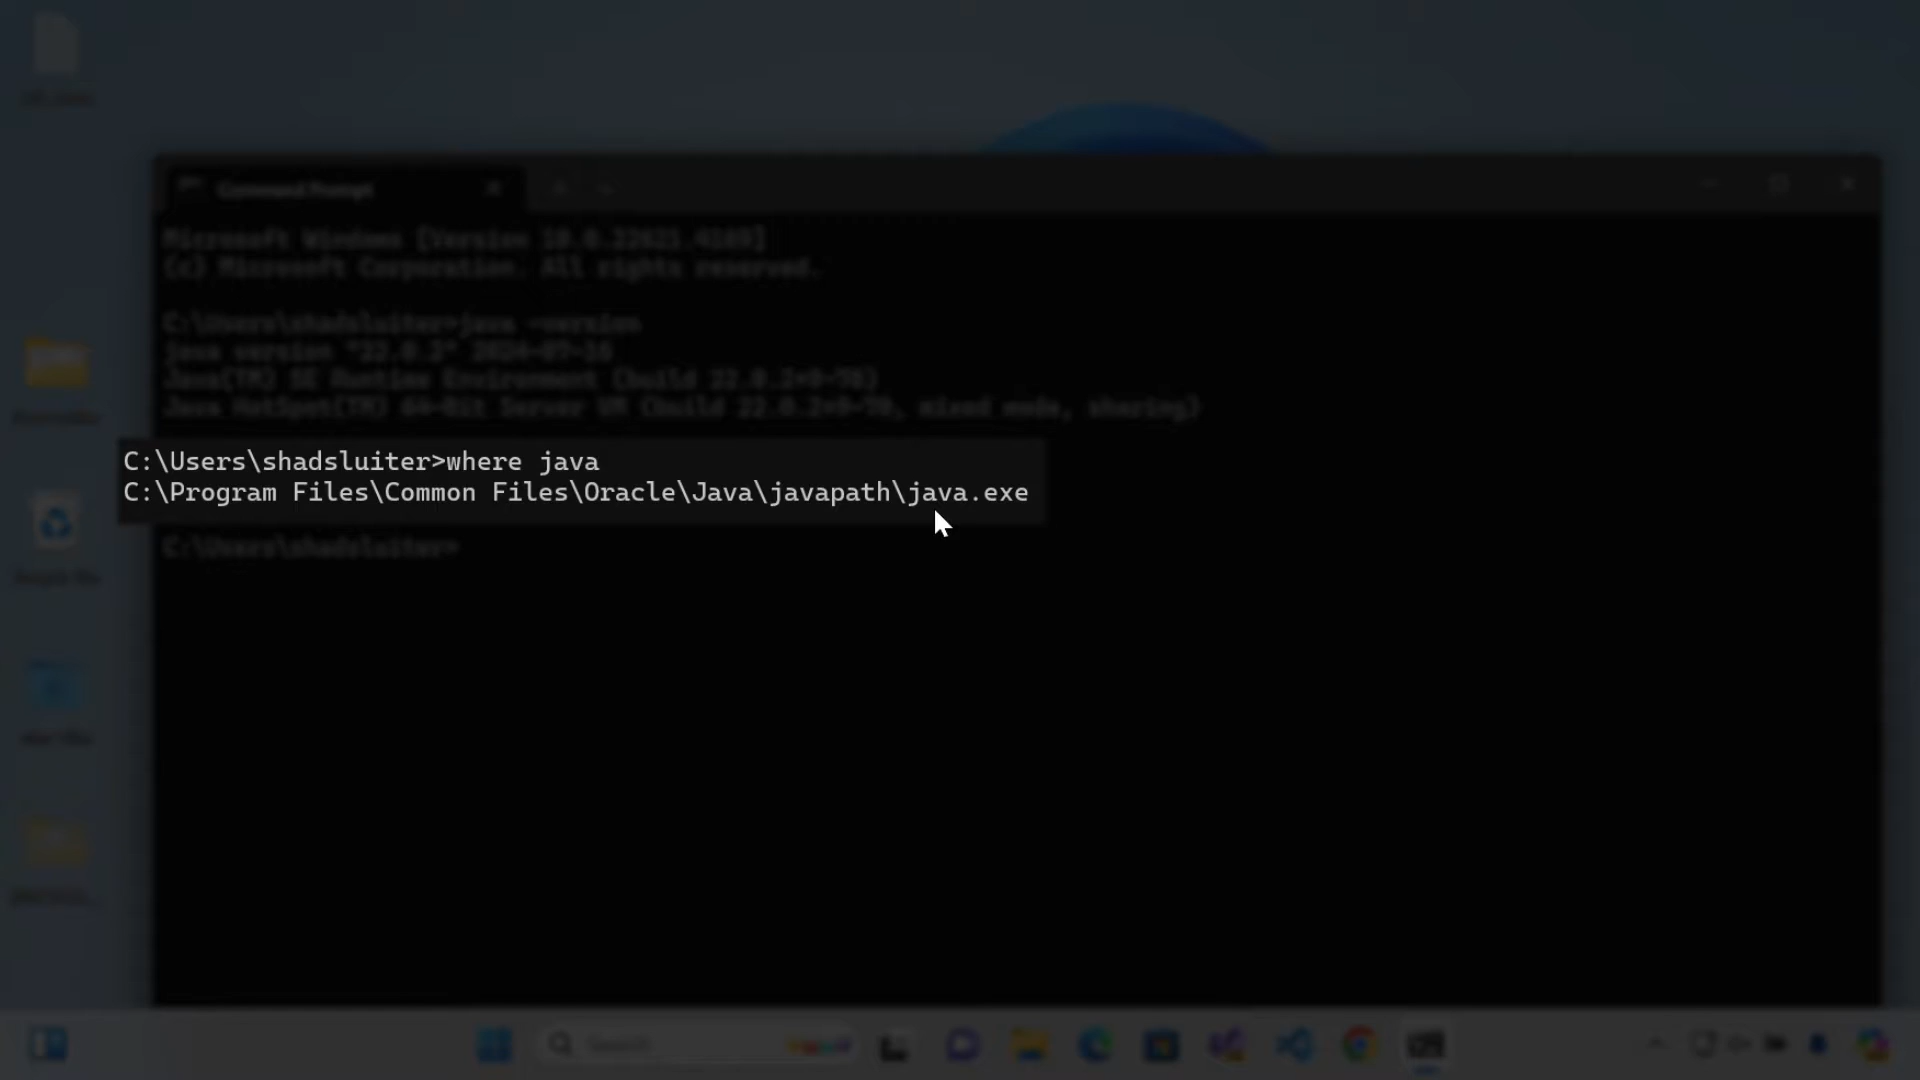 Command Prompt
Microsoft Windows [Version 10.0.22621.4169]
(c) Microsoft Corporation. All rights reserved.
C:\Users\shadsluiter>java -version
java version "22.0.2" 2024-07-16
Java(TM) SE Runtime Environment (build 22.0.2+9-70)
Java HotSpot(TM) 64-Bit Server VM (build 22.0.2+9-70, mixed mode, sharing)
C:\Users\shadsluiter>where java
C:\Program Files\Common Files\Oracle\Java\javapath\java.exe
C:\Users\shadsluiter>
Search